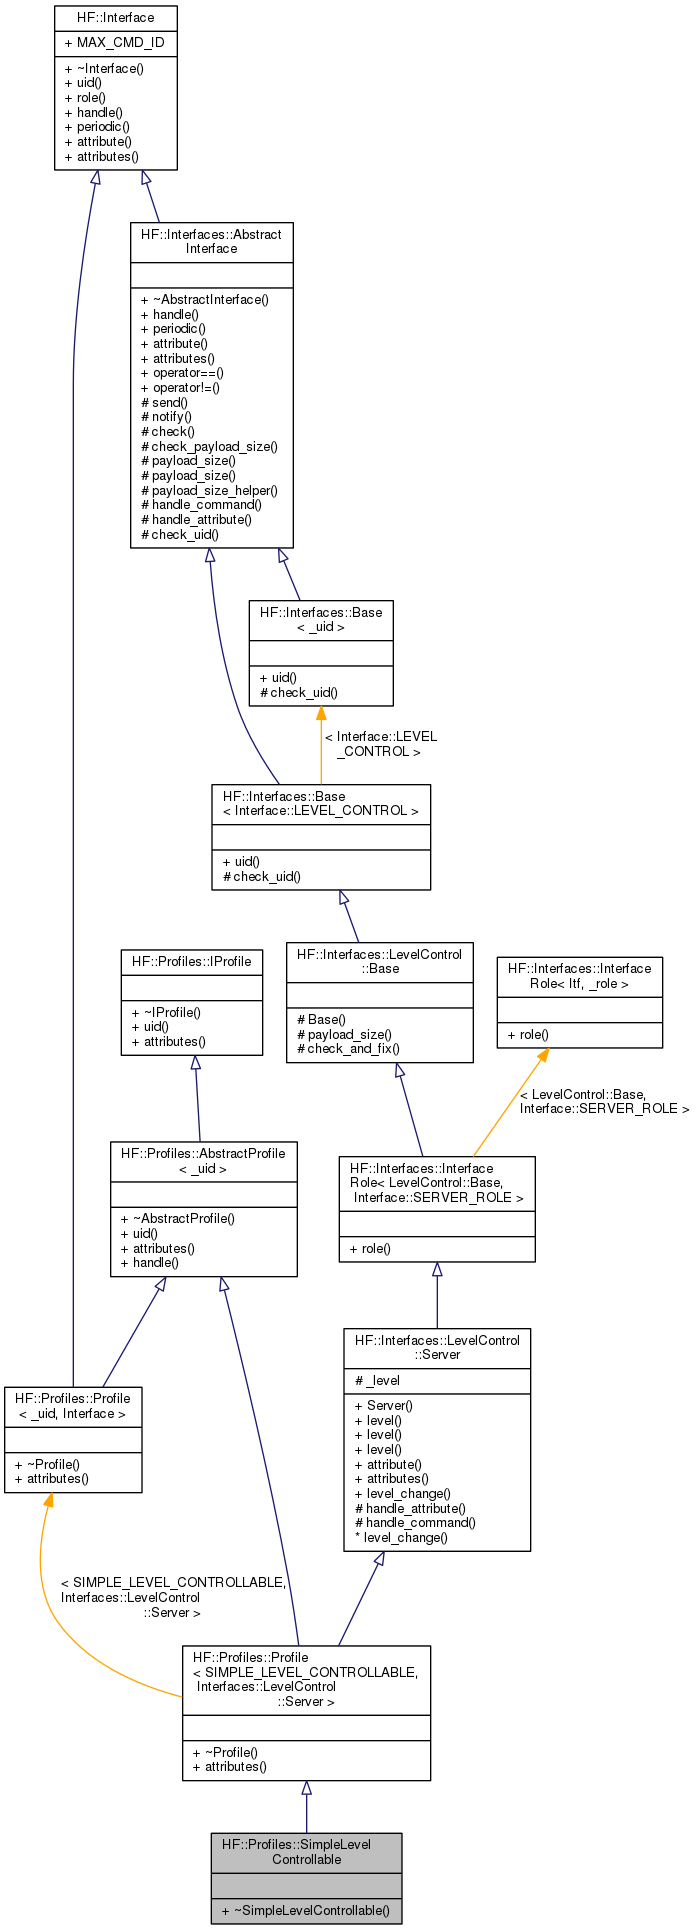 HF::Interface
+ MAX_CMD_ID
+ ~Interface()
+ uid()
+ role()
+ handle()
+ periodic()
+ attribute()
+ attributes()
HF::Interfaces::Abstract
Interface
+ ~AbstractInterface()
+ handle()
+ periodic()
+ attribute()
+ attributes()
+ operator==()
+ operator!=()
# send()
# notify()
# check()
# check_payload_size()
# payload_size()
# payload_size()
# payload_size_helper()
# handle_command()
# handle_attribute()
# check_uid()
HF::Interfaces::Base
< _uid >
+ uid()
# check_uid()
< Interface::LEVEL
_CONTROL >
HF::Interfaces::Base
< Interface::LEVEL_CONTROL >
+ uid()
# check_uid()
HF::Profiles::IProfile
+ ~IProfile()
+ uid()
+ attributes()
HF::Interfaces::LevelControl
::Base
# Base()
# payload_size()
# check_and_fix()
HF::Interfaces::Interface
Role< Itf, _role >
+ role()
< LevelControl::Base,
Interface::SERVER_ROLE >
HF::Profiles::AbstractProfile
< _uid >
+ ~AbstractProfile()
+ uid()
+ attributes()
+ handle()
HF::Interfaces::Interface
Role< LevelControl::Base,
Interface::SERVER_ROLE >
+ role()
HF::Interfaces::LevelControl
::Server
# _level
+ Server()
+ level()
+ level()
+ level()
+ attribute()
+ attributes()
+ level_change()
# handle_attribute()
# handle_command()
* level_change()
HF::Profiles::Profile
< _uid, Interface >
+ ~Profile()
+ attributes()
< SIMPLE_LEVEL_CONTROLLABLE,
Interfaces::LevelControl
::Server >
HF::Profiles::Profile
< SIMPLE_LEVEL_CONTROLLABLE,
Interfaces::LevelControl
::Server >
+ ~Profile()
+ attributes()
HF::Profiles::SimpleLevel
Controllable
+ ~SimpleLevelControllable()